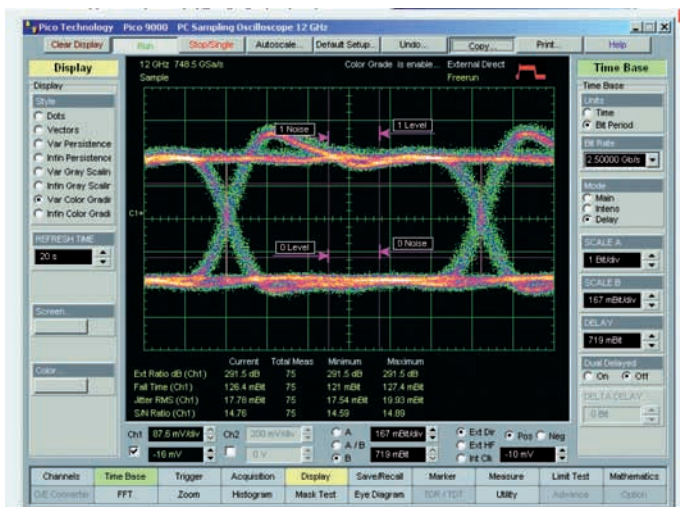 Pico Technology Pico 9000 PC Sampling Oscilloscope 12 GHz
Clear Display Run Stop/Single Autoscale... Default Setup... Undo... Copy... Print... Help
Display
Display
Style
Dots
Vectors
Var Persistence
Infin Persistence
Var Gray Scalin
Infin Gray Scalir
Var Color Gradir
Infin Color Gradi
REFRESH TIME
20 s
Screen...
Color...
12 GHz 748.5 GSa/s Color Grade is enable... External Direct
Sample Freerun
1 Noise 1 Level
C1
0 Level 0 Noise
Current Total Meas Minimum Maximum
Ext Ratio dB (Ch1) 291.5 dB 75 291.5 dB 291.5 dB
Fall Time (Ch1) 126.4 mBit 75 121 mBit 127.4 mBit
Jitter RMS (Ch1) 17.78 mBit 75 17.54 mBit 19.93 mBit
S/N Ratio (Ch1) 14.76 75 14.59 14.89
Ch1 87.6 mV/div Ch2 200 mV/div A 167 mBit/div Ext Dir Pos Neg
A / B Ext HF
-16 mV 0 V B 719 mBit Int Clk -10 mV
Time Base
Time Base
Units
Time
Bit Period
Bit Rate
2.50000 Gb/s
Mode
Main
Intens
Delay
SCALE A
1 Bit/div
SCALE B
167 mBit/div
DELAY
719 mBit
Dual Delayed
On Off
DELTA DELAY
0 Bit
Channels Time Base Trigger Acquisition Display Save/Recall Marker Measure Limit Test Mathematics
O/E Converter FFT Zoom Histogram Mask Test Eye Diagram TDR / TDT Utility Advance Option